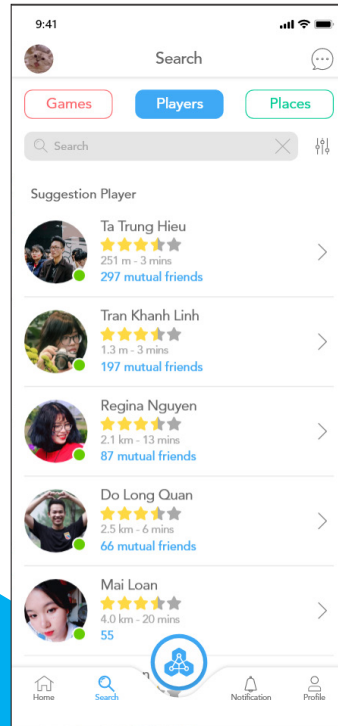 9:41
Search
Games
Players
Places
Search
Suggestion Player
Ta Trung Hieu
251 m - 3 mins
297 mutual friends
Tran Khanh Linh
1.3 m - 3 mins
197 mutual friends
Regina Nguyen
2.1 km - 13 mins
87 mutual friends
Do Long Quan
2.5 km - 6 mins
66 mutual friends
Mai Loan
4.0 km - 20 mins
55
Home
Search
Notification
Profile